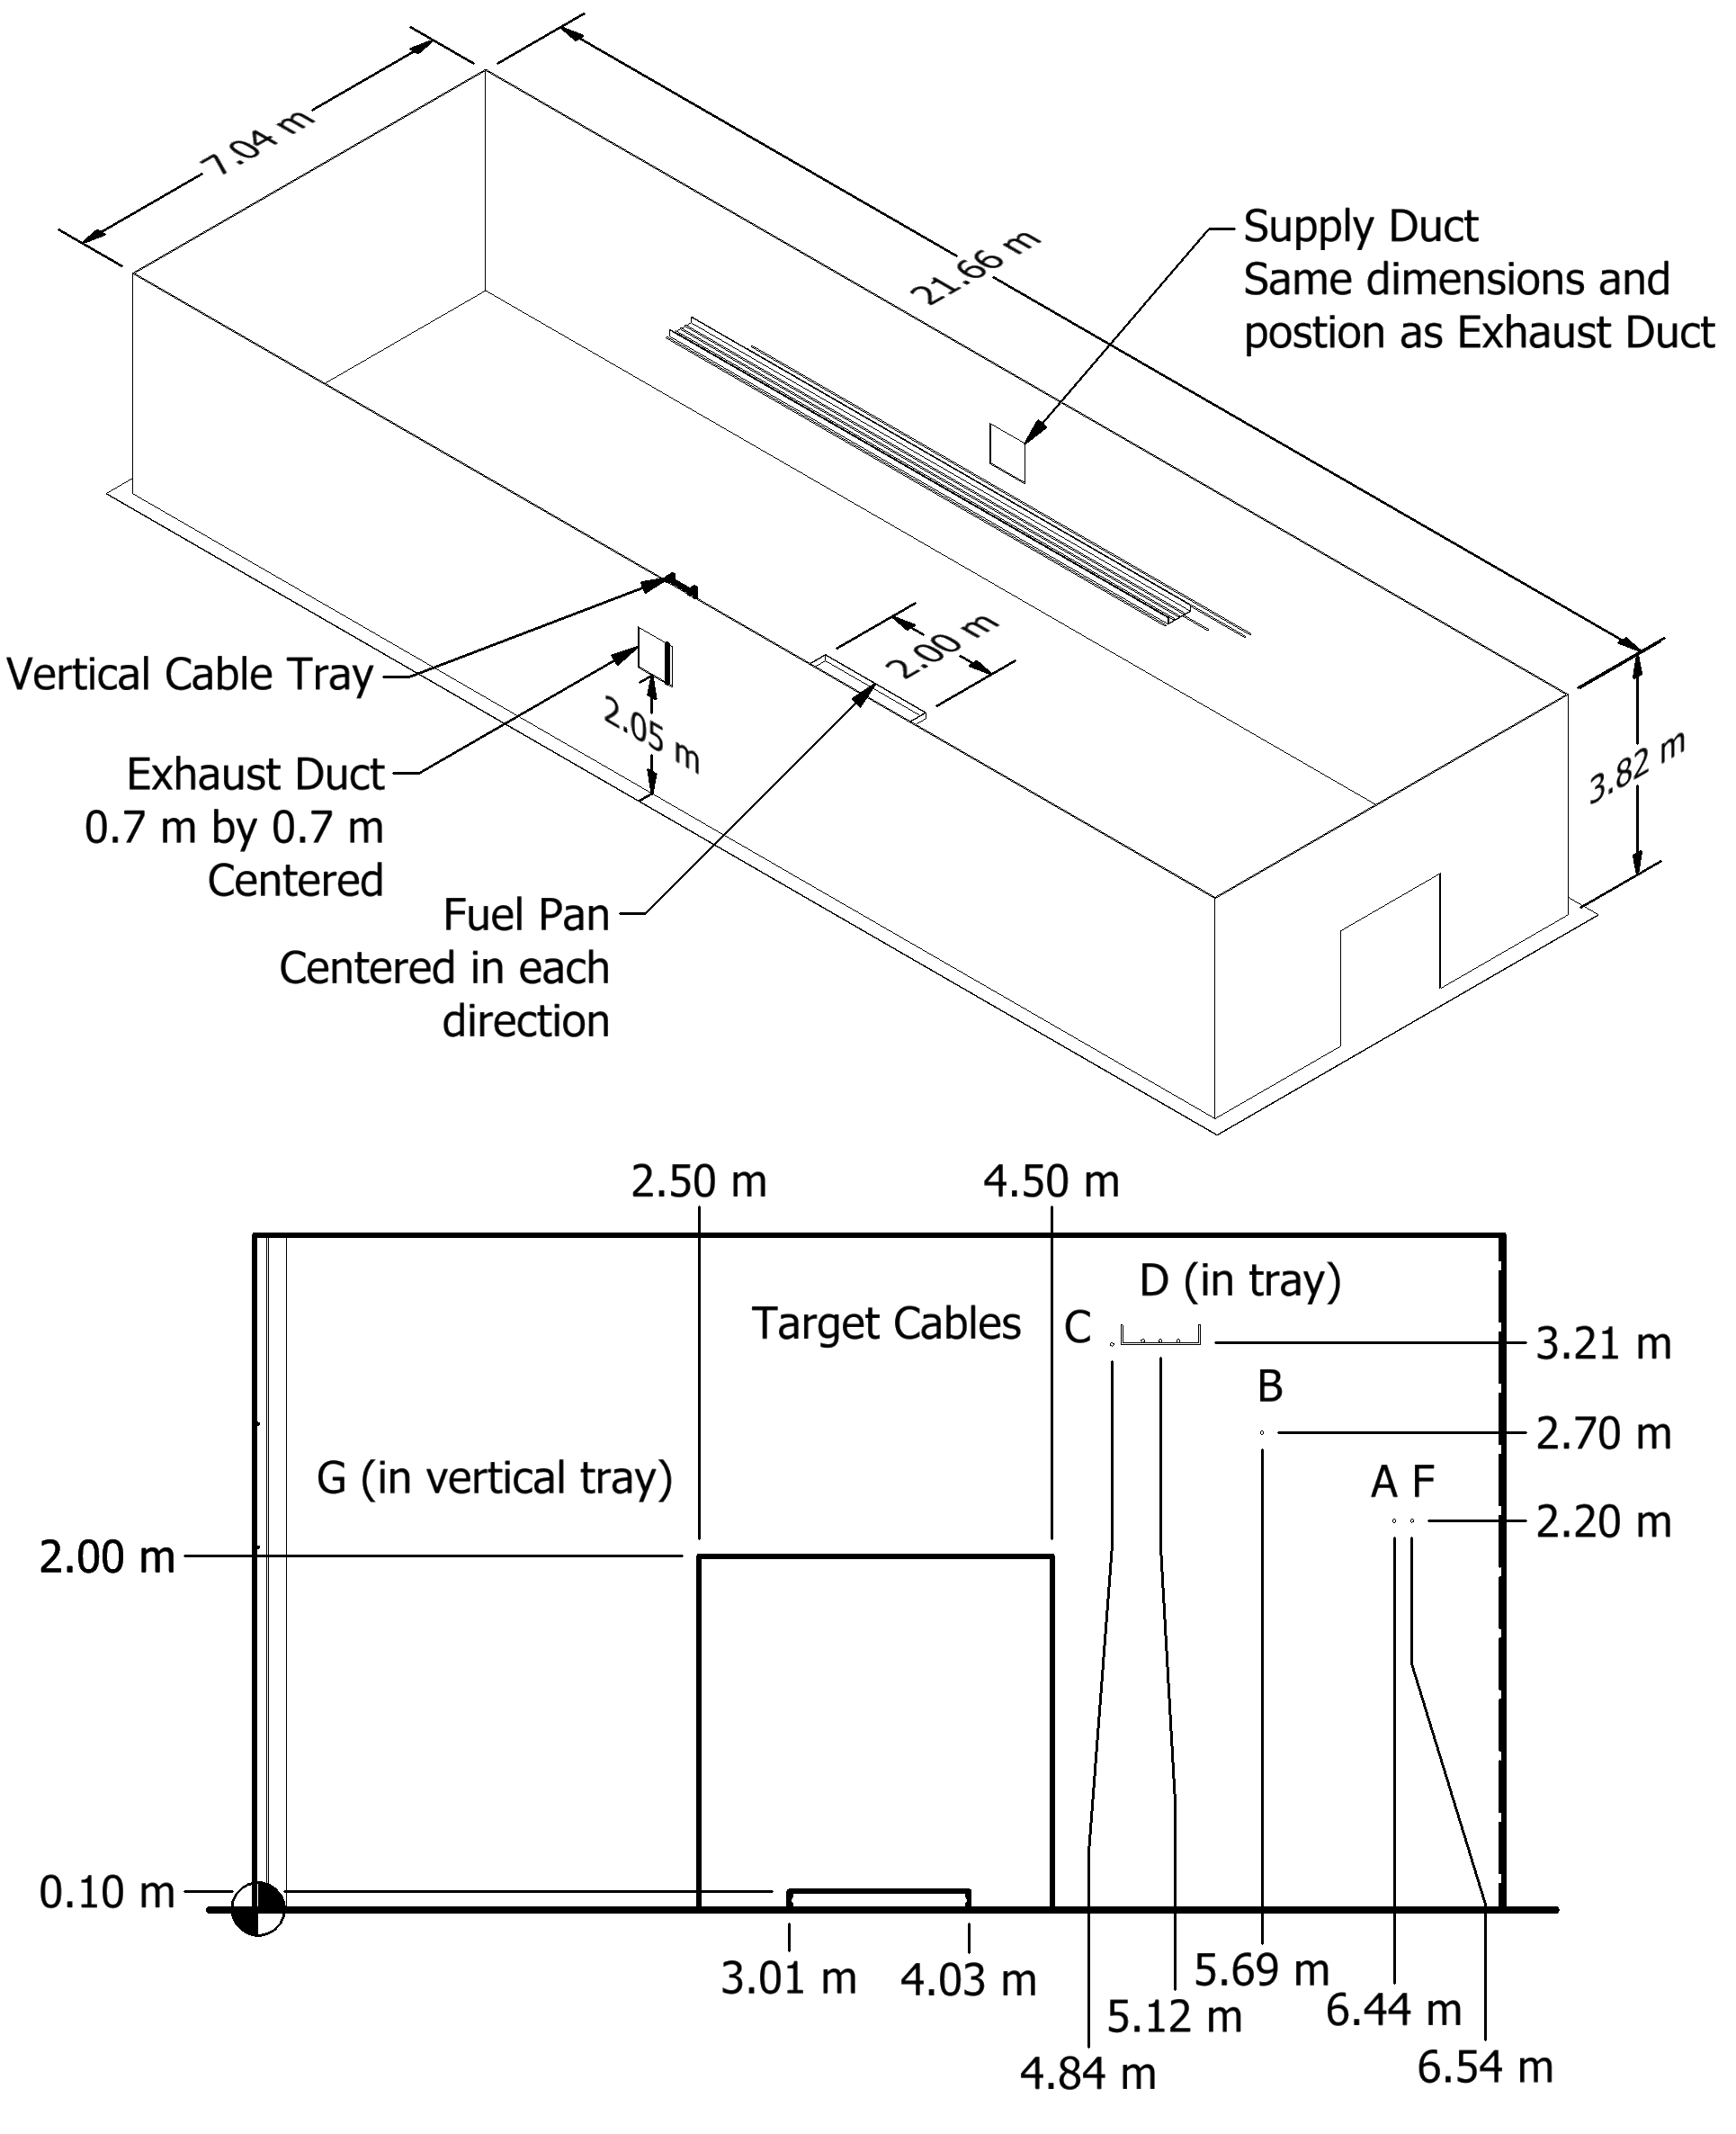 7.04 m
21.66 m
Supply Duct
Same dimensions and
postion as Exhaust Duct
2.00 m
Vertical Cable Tray
2.05 m
3.82 m
Exhaust Duct
0.7 m by 0.7 m
Centered
Fuel Pan
Centered in each
direction
2.50 m
4.50 m
D (in tray)
Target Cables
C
3.21 m
B
2.70 m
G (in vertical tray)
A F
2.20 m
2.00 m
0.10 m
3.01 m
4.03 m
5.69 m
5.12 m
6.44 m
4.84 m
6.54 m